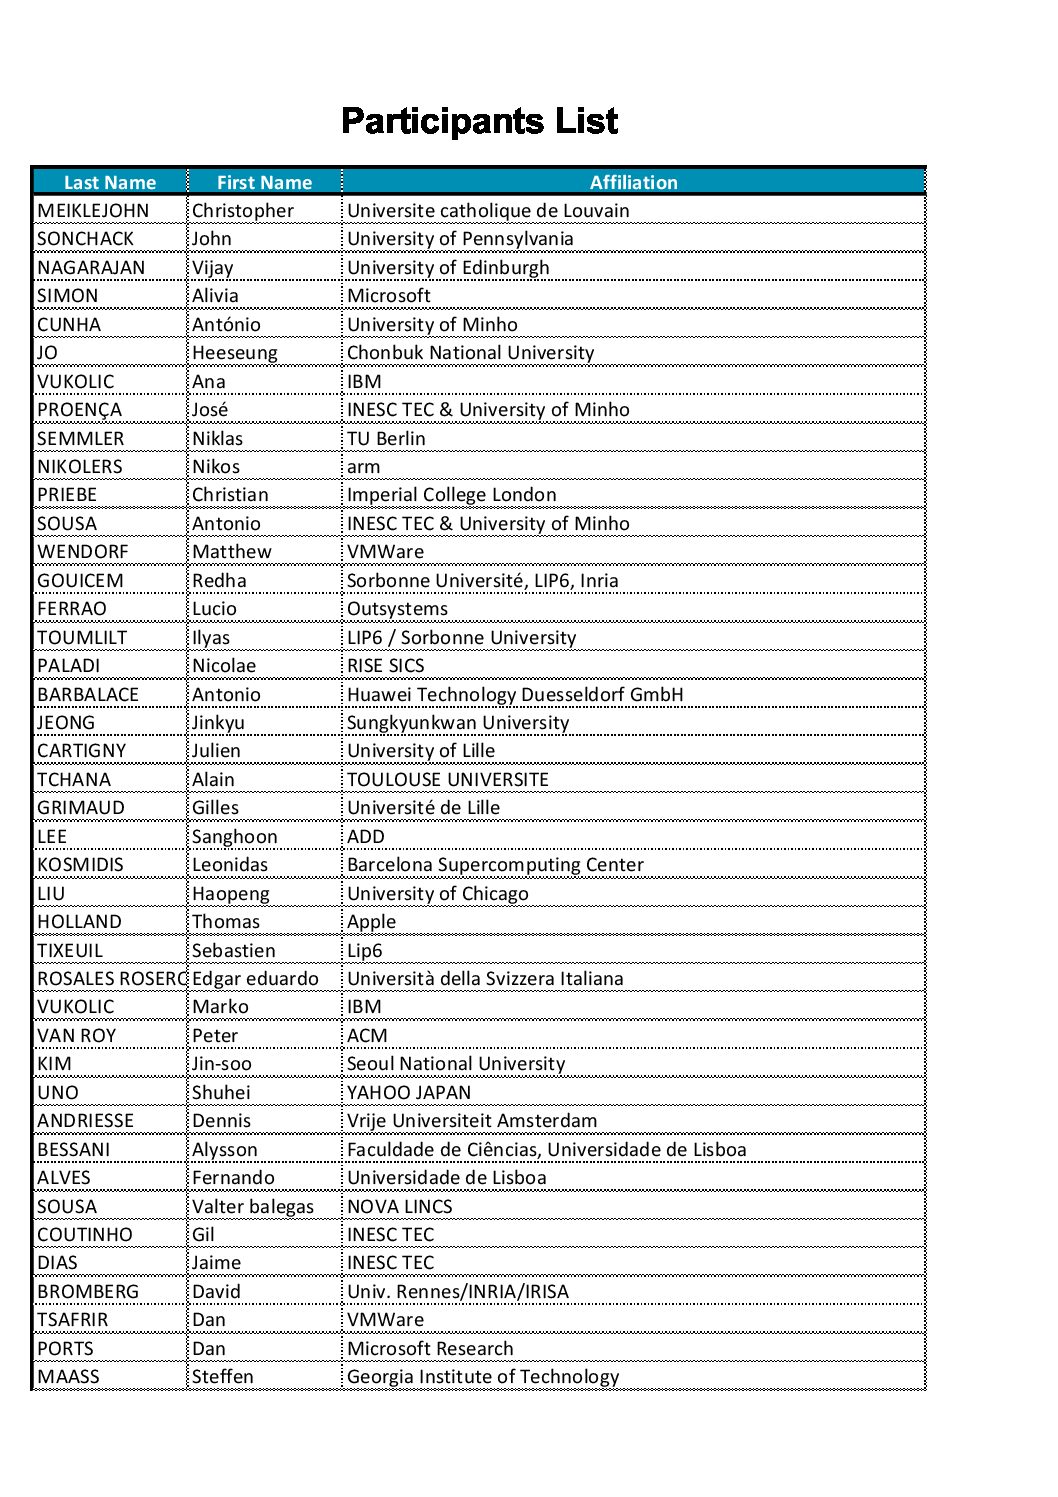 Participants List
Last Name First Name Affiliation
MEIKLEJOHN Christopher Universite catholique de Louvain
SONCHACK John University of Pennsylvania
NAGARAJAN Vijay University of Edinburgh
SIMON Alivia Microsoft
CUNHA António University of Minho
JO Heeseung Chonbuk National University
VUKOLIC Ana IBM
PROENÇA José INESC TEC & University of Minho
SEMMLER Niklas TU Berlin
NIKOLERS Nikos arm
PRIEBE Christian Imperial College London
SOUSA Antonio INESC TEC & University of Minho
WENDORF Matthew VMWare
GOUICEM Redha Sorbonne Université, LIP6, Inria
FERRAO Lucio Outsystems
TOUMLILT Ilyas LIP6 / Sorbonne University
PALADI Nicolae RISE SICS
BARBALACE Antonio Huawei Technology Duesseldorf GmbH
JEONG Jinkyu Sungkyunkwan University
CARTIGNY Julien University of Lille
TCHANA Alain TOULOUSE UNIVERSITE
GRIMAUD Gilles Université de Lille
LEE Sanghoon ADD
KOSMIDIS Leonidas Barcelona Supercomputing Center
LIU Haopeng University of Chicago
HOLLAND Thomas Apple
TIXEUIL Sebastien Lip6
ROSALES ROSERO Edgar eduardo Università della Svizzera Italiana
VUKOLIC Marko IBM
VAN ROY Peter ACM
KIM Jin-soo Seoul National University
UNO Shuhei YAHOO JAPAN
ANDRIESSE Dennis Vrije Universiteit Amsterdam
BESSANI Alysson Faculdade de Ciências, Universidade de Lisboa
ALVES Fernando Universidade de Lisboa
SOUSA Valter balegas NOVA LINCS
COUTINHO Gil INESC TEC
DIAS Jaime INESC TEC
BROMBERG David Univ. Rennes/INRIA/IRISA
TSAFRIR Dan VMWare
PORTS Dan Microsoft Research
MAASS Steffen Georgia Institute of Technology